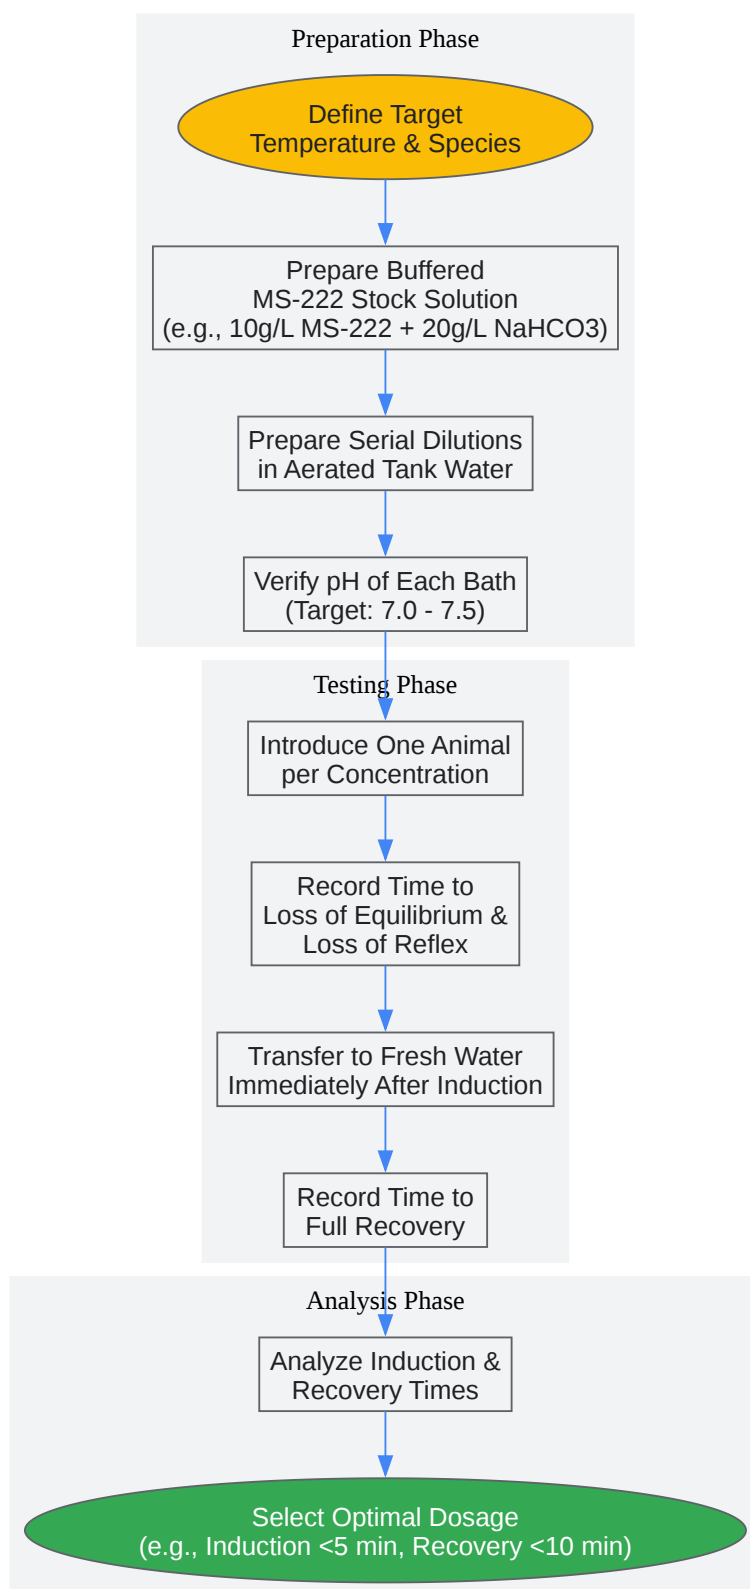 Preparation Phase
Define Target
Temperature & Species
Prepare Buffered
MS-222 Stock Solution
(e.g., 10g/L MS-222 + 20g/L NaHCO3)
Prepare Serial Dilutions
in Aerated Tank Water
Verify pH of Each Bath
(Target: 7.0 - 7.5)
Testing Phase
Introduce One Animal
per Concentration
Record Time to
Loss of Equilibrium &
Loss of Reflex
Transfer to Fresh Water
Immediately After Induction
Record Time to
Full Recovery
Analysis Phase
Analyze Induction &
Recovery Times
Select Optimal Dosage
(e.g., Induction <5 min, Recovery <10 min)